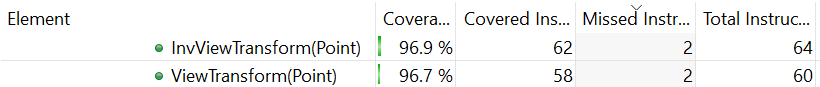 Element Covera... Covered Ins... Missed Instr... Total Instruc...
InvViewTransform(Point) 96.9 % 62 2 64
ViewTransform(Point) 96.7 % 58 2 60